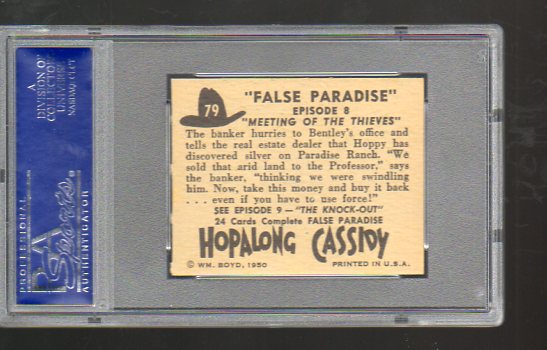 79
"FALSE PARADISE"
EPISODE 8
"MEETING OF THE THIEVES"
The banker hurries to Bentley's office and
tells the real estate dealer that Hoppy has
discovered silver on Paradise Ranch. "We
sold that arid land to the Professor," says
the banker, "thinking we were swindling
him. Now, take this money and buy it back
. . . even if you have to use force!"
SEE EPISODE 9 — "THE KNOCK-OUT"
24 Cards Complete FALSE PARADISE
HOPALONG CASSIDY
© WM. BOYD, 1950 PRINTED IN U.S.A.
A
DIVISION OF
COLLECTORS
UNIVERSE
NASDAQ: CLCT
PROFESSIONAL
PSA
Sports
AUTHENTICATOR